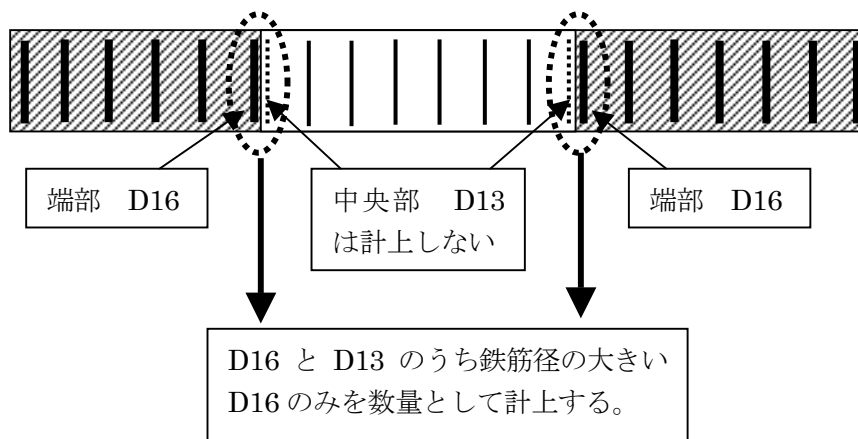 端部　D16
中央部　D13
は計上しない
端部　D16
D16 と D13 のうち鉄筋径の大きい
D16 のみを数量として計上する。